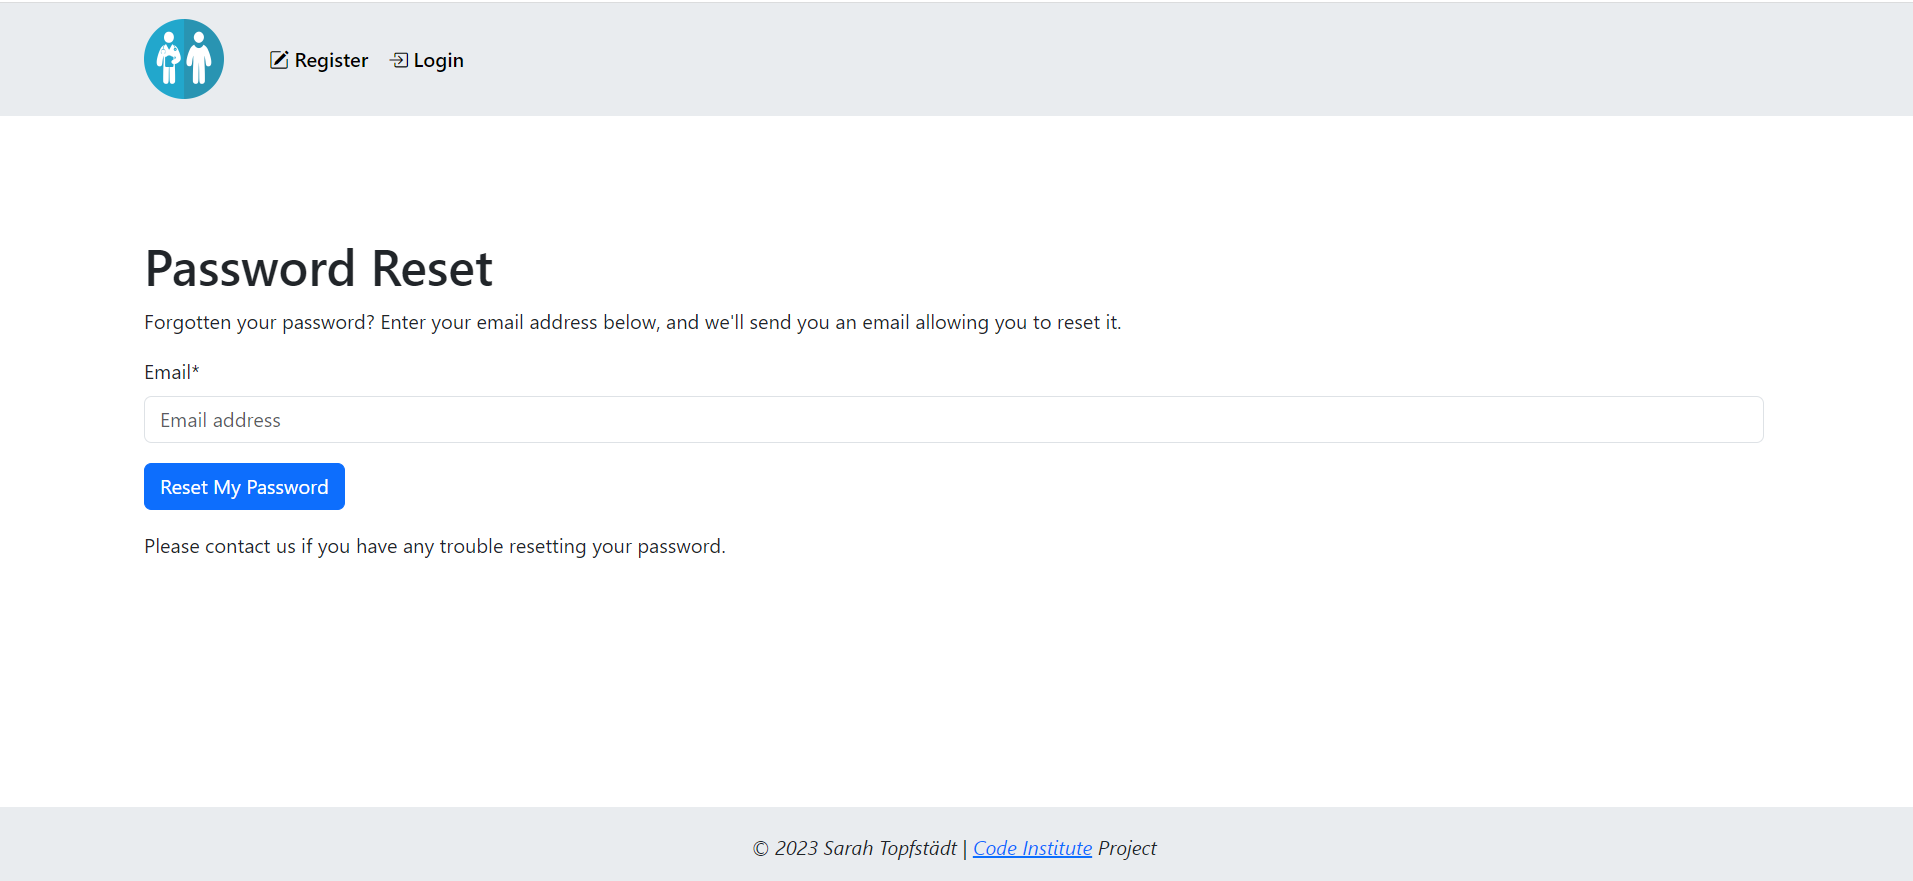 Register Login
Password Reset
Forgotten your password? Enter your email address below, and we'll send you an email allowing you to reset it.
Email*
Email address
Reset My Password
Please contact us if you have any trouble resetting your password.
© 2023 Sarah Topfstädt | Code Institute Project